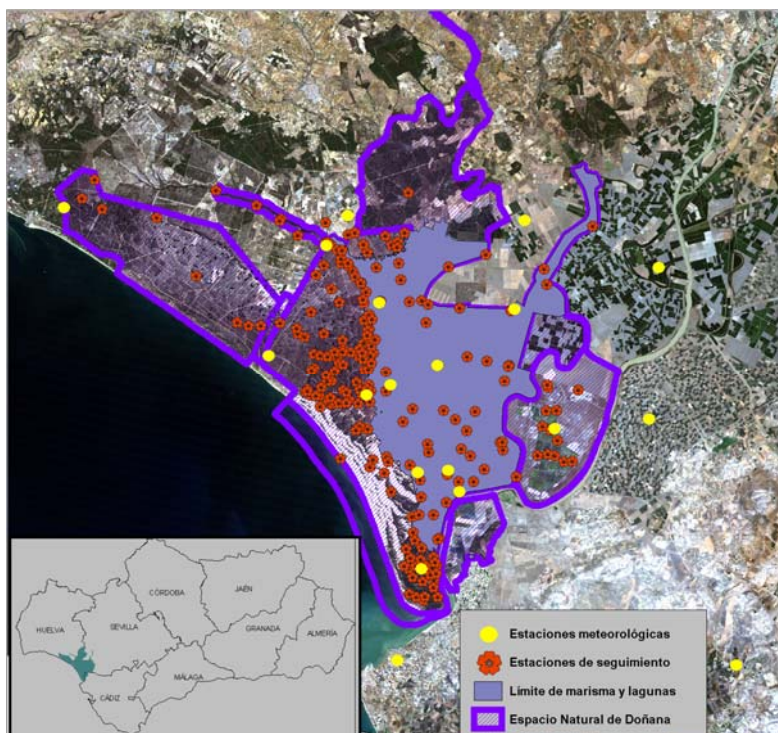 CÓRDOBA
JAÉN
HUELVA
SEVILLA
GRANADA
ALMERÍA
MÁLAGA
CÁDIZ
Estaciones meteorológicas
Estaciones de seguimiento
Límite de marisma y lagunas
Espacio Natural de Doñana